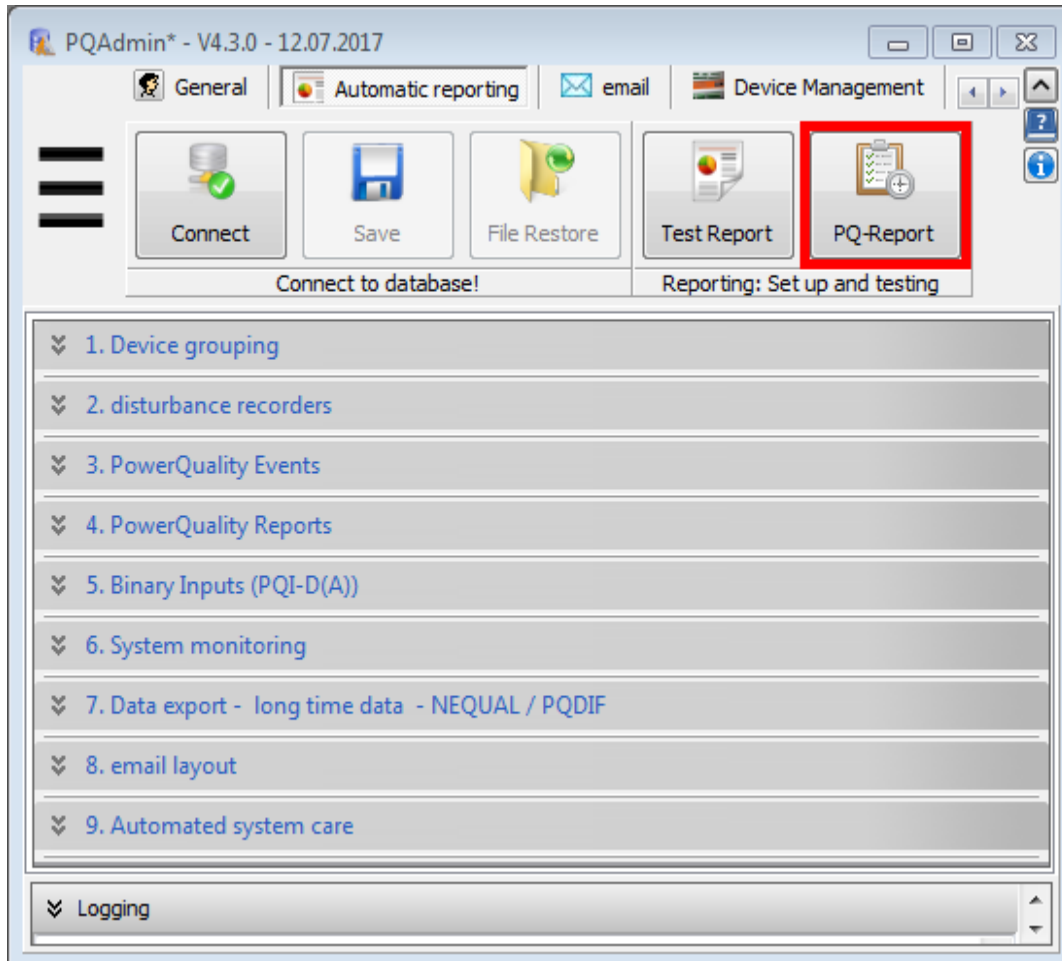 PQAdmin* - V4.3.0 - 12.07.2017
General Automatic reporting email Device Management
Connect Save File Restore Test Report PQ-Report
Connect to database! Reporting: Set up and testing
1. Device grouping
2. disturbance recorders
3. PowerQuality Events
4. PowerQuality Reports
5. Binary Inputs (PQI-D(A))
6. System monitoring
7. Data export - long time data - NEQUAL / PQDIF
8. email layout
9. Automated system care
Logging